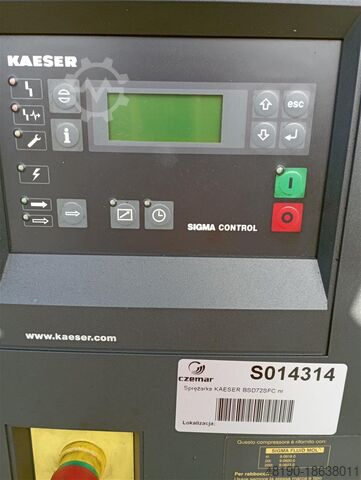 KAESER
esc
i
I
SIGMA CONTROL
www.kaeser.com
czemar
S014314
Sprężarka KAESER BSD72SFC nr
Lokalizacja:
Questo compressore è rifornito con:
SIGMA FLUID MOL
28190-18638011